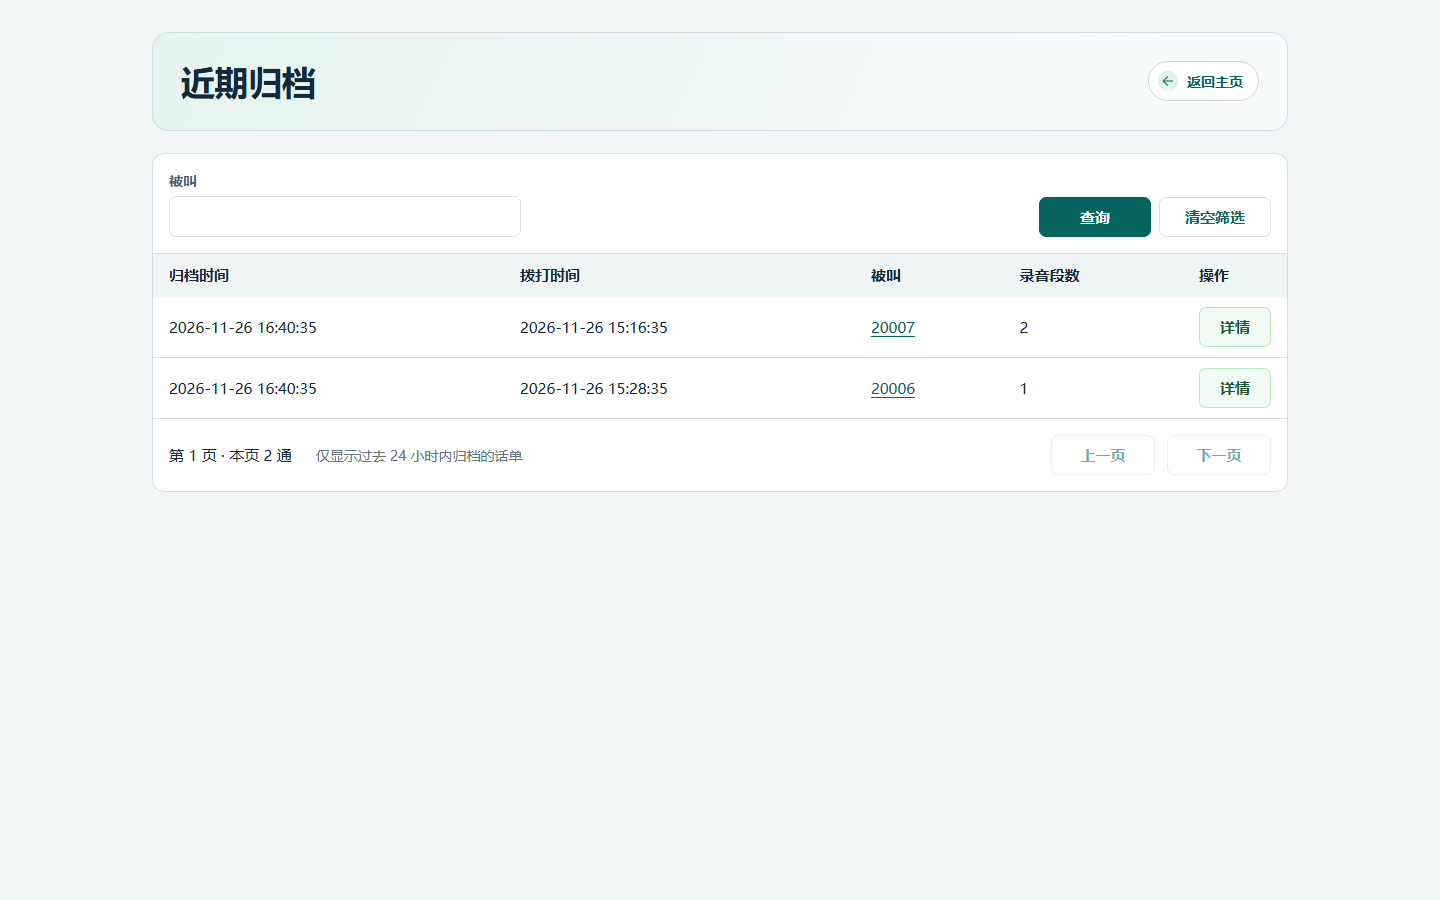 近期归档
返回主页
被叫
查询 清空筛选
归档时间 拨打时间 被叫 录音段数 操作
2026-11-26 16:40:35 2026-11-26 15:16:35 20007 2 详情
2026-11-26 16:40:35 2026-11-26 15:28:35 20006 1 详情
第 1 页 · 本页 2 通 仅显示过去 24 小时内归档的话单 上一页 下一页